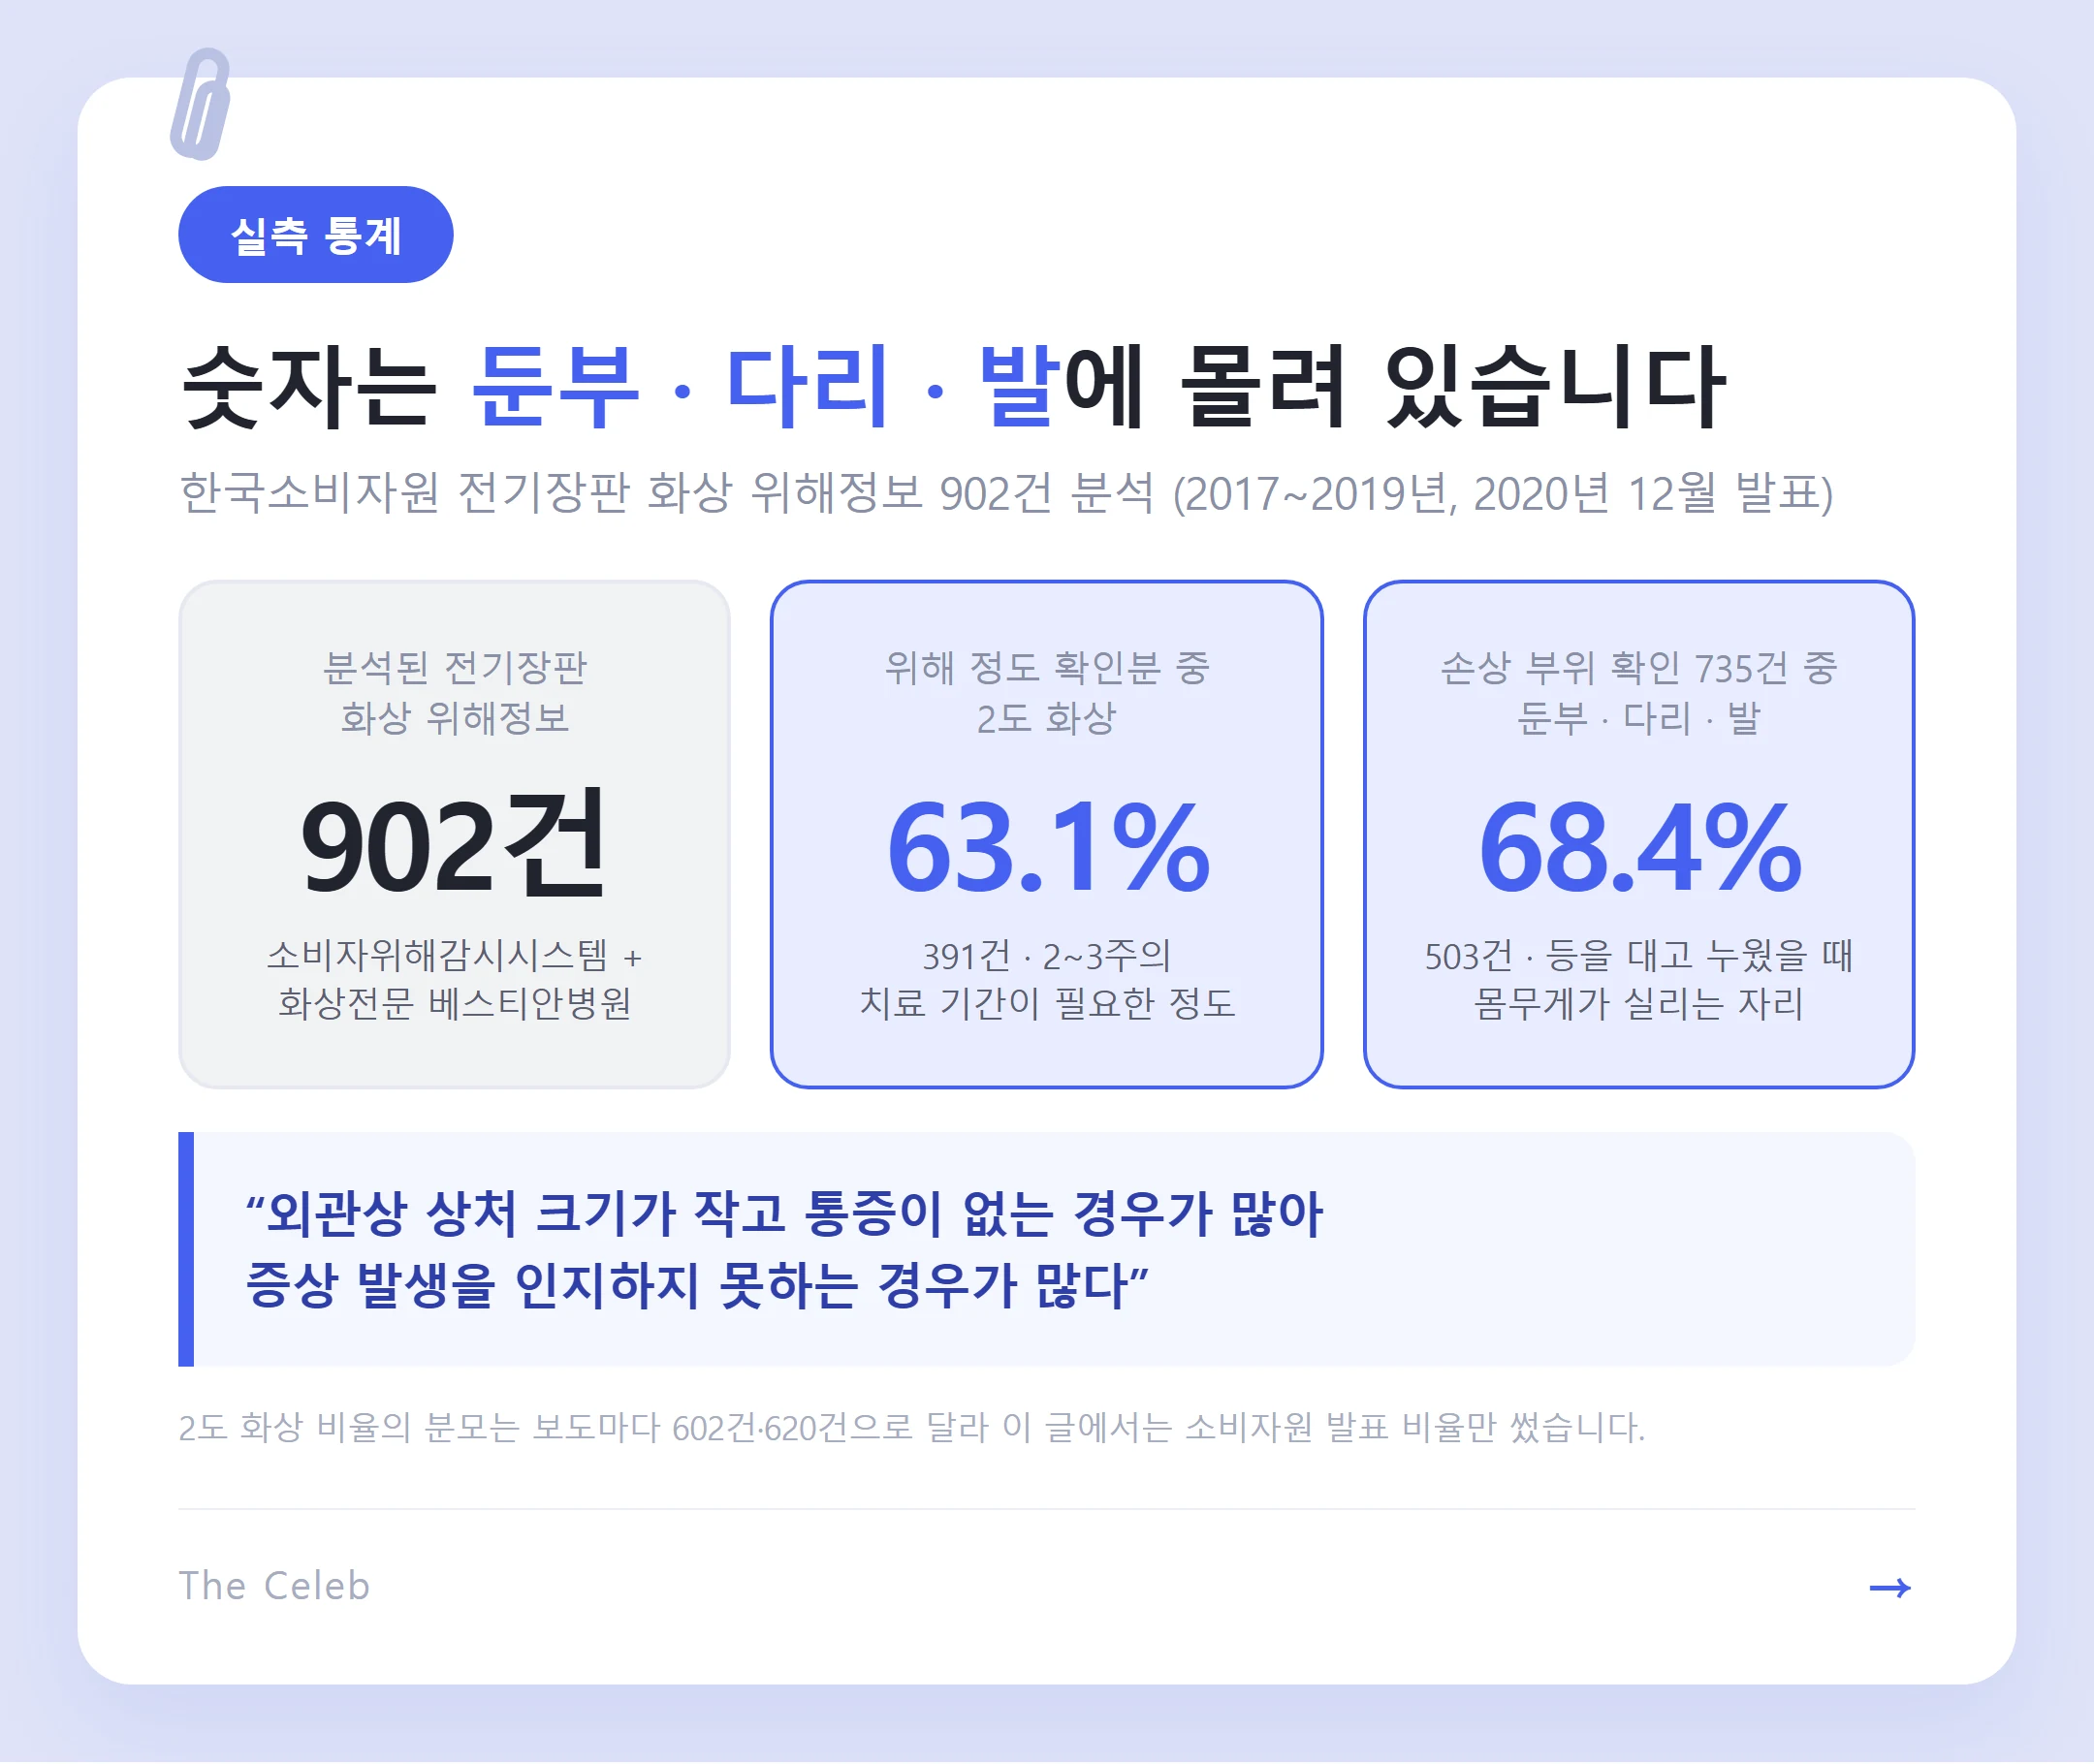 실측 통계
숫자는 둔부 · 다리 · 발에 몰려 있습니다
한국소비자원 전기장판 화상 위해정보 902건 분석 (2017~2019년, 2020년 12월 발표)
분석된 전기장판
화상 위해정보
902건
소비자위해감시시스템 +
화상전문 베스티안병원
위해 정도 확인분 중
2도 화상
63.1%
391건 · 2~3주의
치료 기간이 필요한 정도
손상 부위 확인 735건 중
둔부 · 다리 · 발
68.4%
503건 · 등을 대고 누웠을 때
몸무게가 실리는 자리
“외관상 상처 크기가 작고 통증이 없는 경우가 많아
증상 발생을 인지하지 못하는 경우가 많다”
2도 화상 비율의 분모는 보도마다 602건·620건으로 달라 이 글에서는 소비자원 발표 비율만 썼습니다.
The Celeb
→